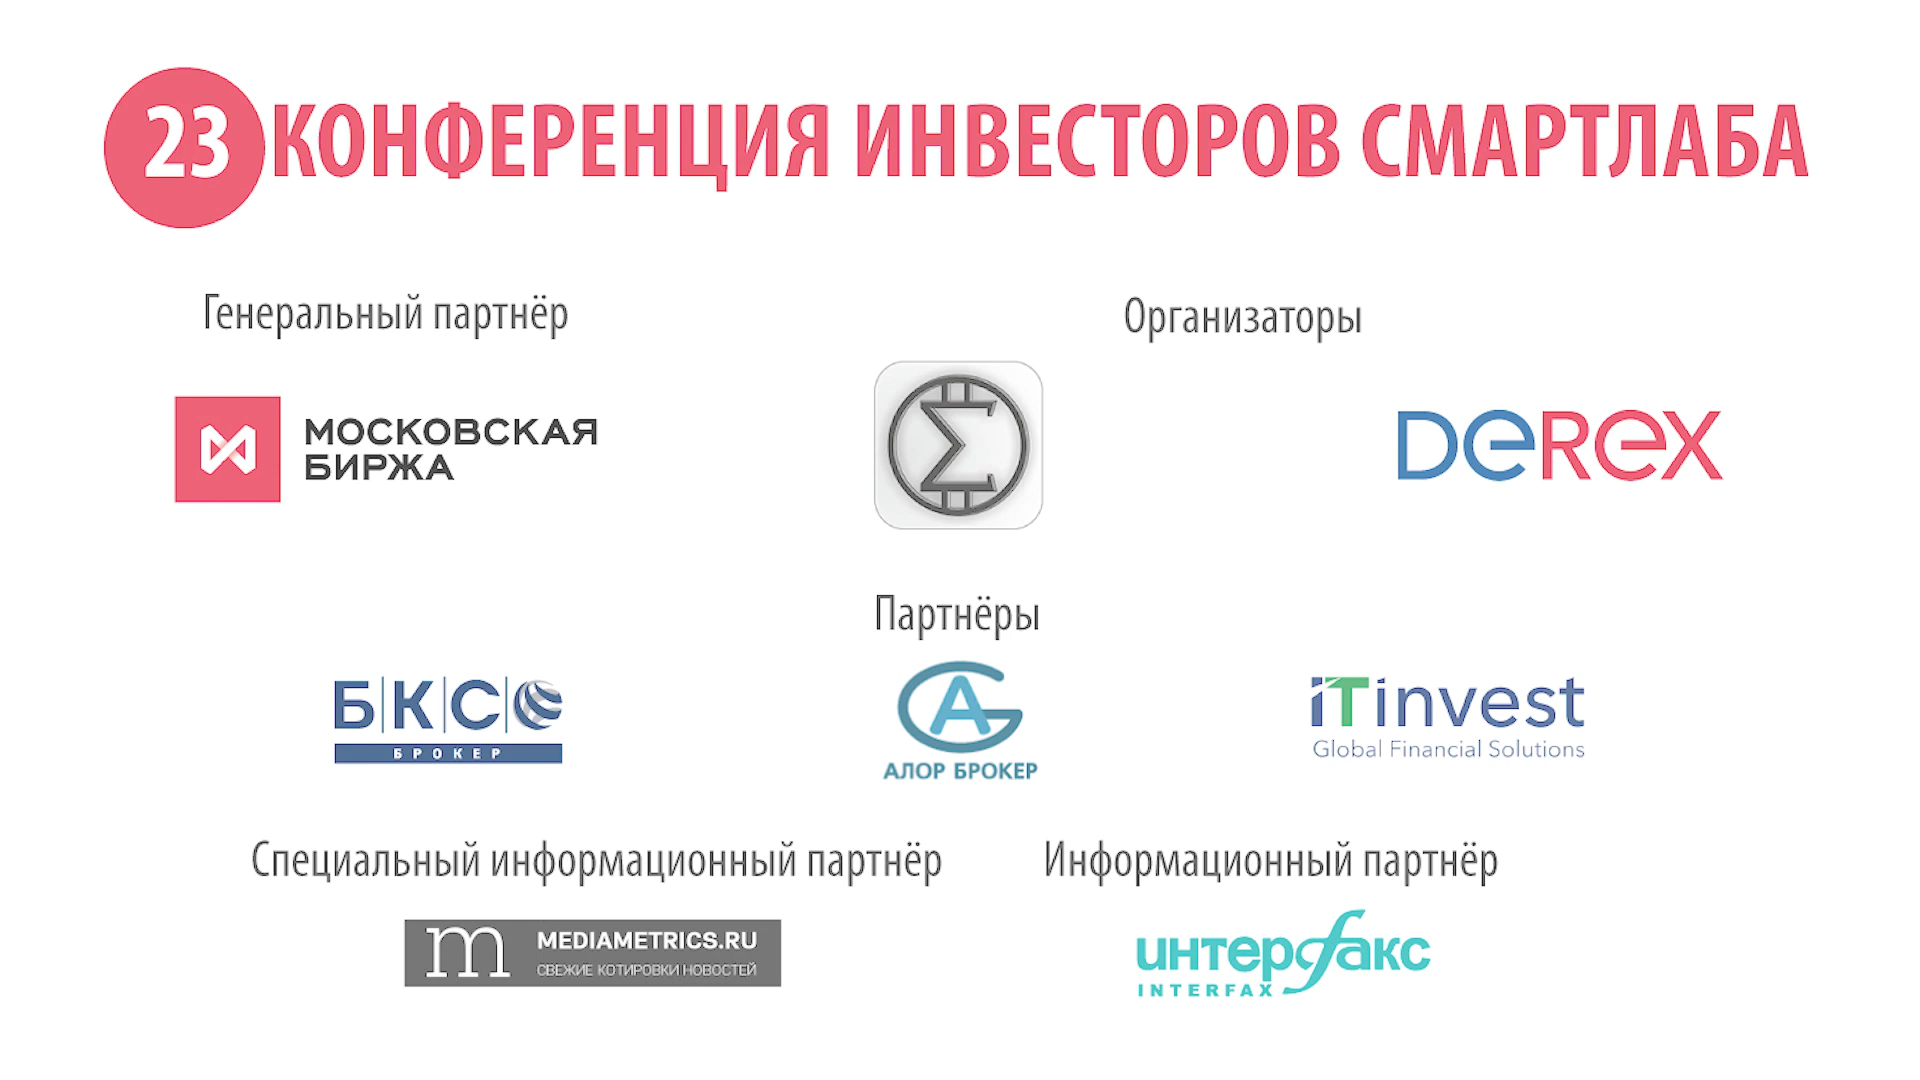 23 КОНФЕРЕНЦИЯ ИНВЕСТОРОВ СМАРТЛАБА
Генеральный партнёр
Организаторы
МОСКОВСКАЯ
БИРЖА
Σ
DeRex
Партнёры
БКС
БРОКЕР
АЛОР БРОКЕР
iTinvest
Global Financial Solutions
Специальный информационный партнёр
Информационный партнёр
m
MEDIAMETRICS.RU
СВЕЖИЕ КОТИРОВКИ НОВОСТЕЙ
интерфакс
INTERFAX